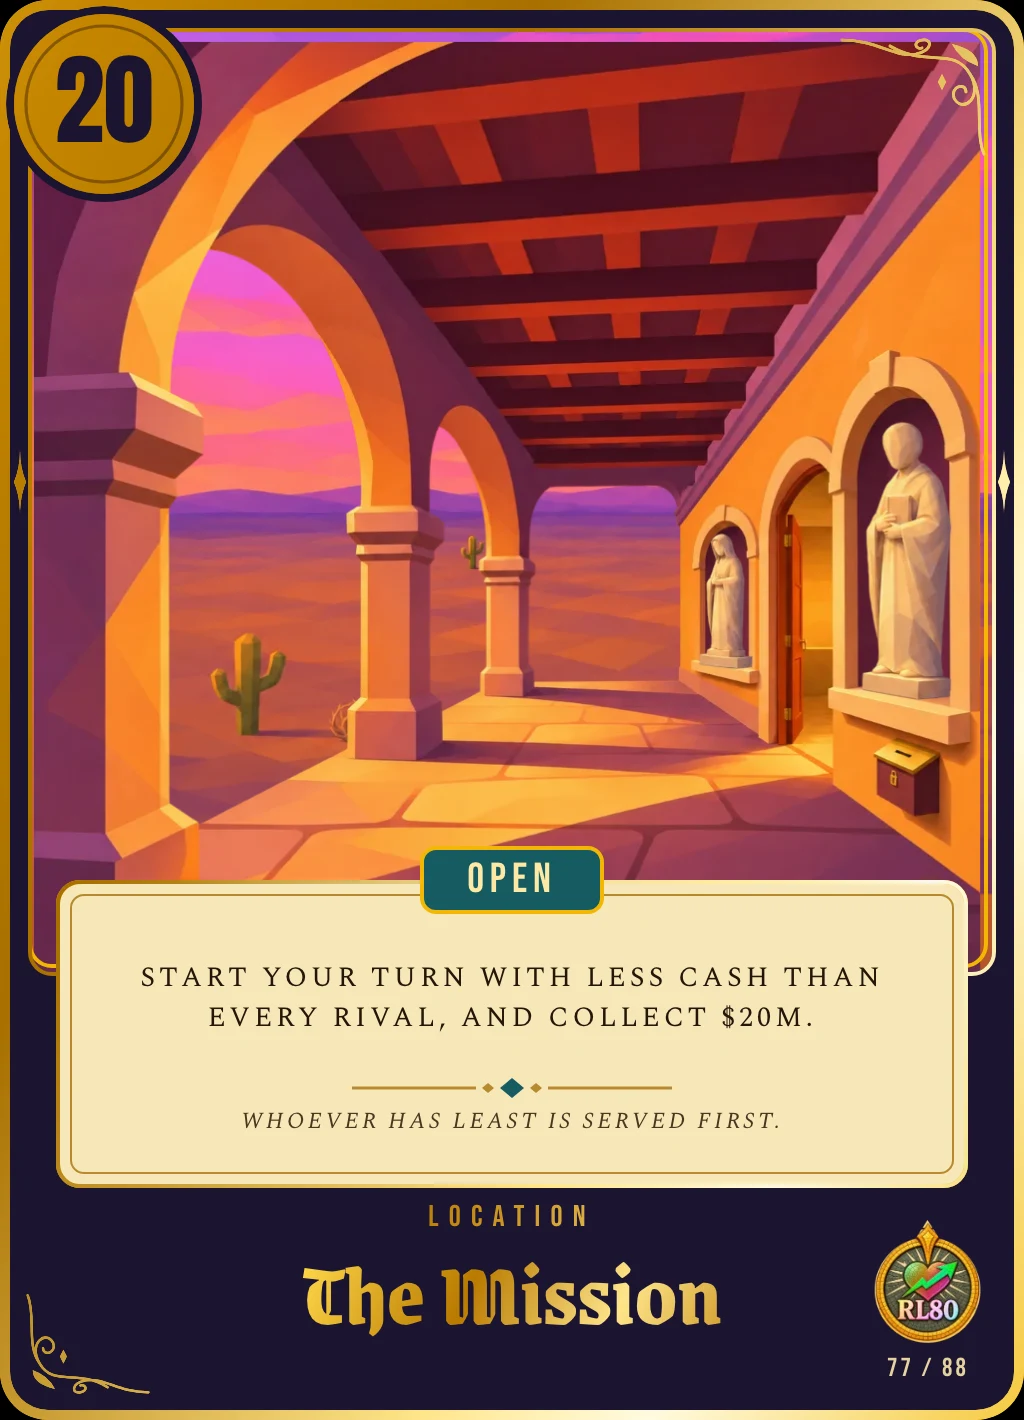 20
OPEN
START YOUR TURN WITH LESS CASH THAN
EVERY RIVAL, AND COLLECT $20M.
WHOEVER HAS LEAST IS SERVED FIRST.
LOCATION
The Mission
RL80
77 / 88